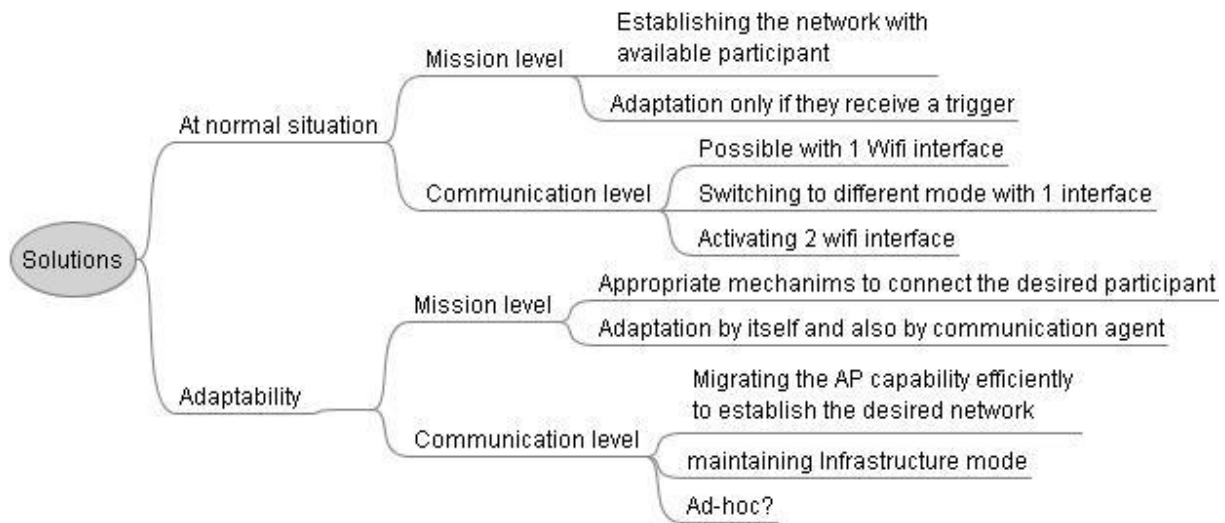 Solutions
At normal situation
Mission level
Establishing the network with
available participant
Adaptation only if they receive a trigger
Communication level
Possible with 1 Wifi interface
Switching to different mode with 1 interface
Activating 2 wifi interface
Adaptability
Mission level
Appropriate mechanims to connect the desired participant
Adaptation by itself and also by communication agent
Communication level
Migrating the AP capability efficiently
to establish the desired network
maintaining Infrastructure mode
Ad-hoc?